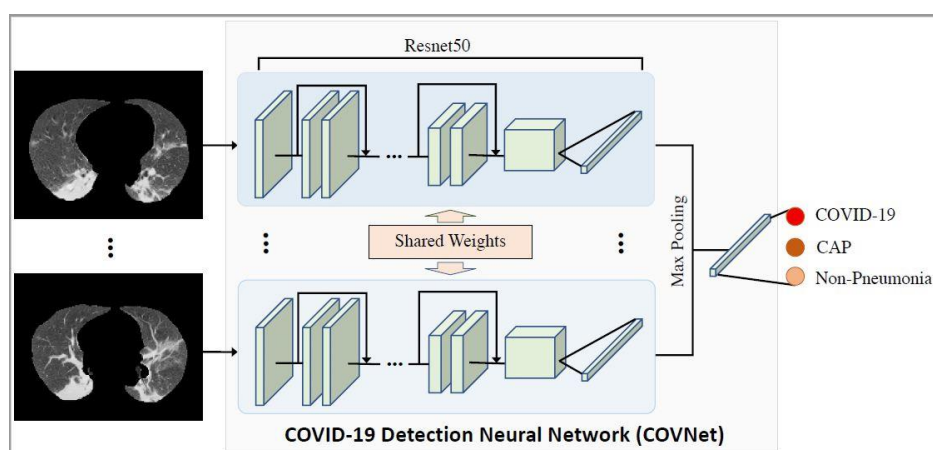 Resnet50
Shared Weights
Max Pooling
COVID-19
CAP
Non-Pneumonia
COVID-19 Detection Neural Network (COVNet)